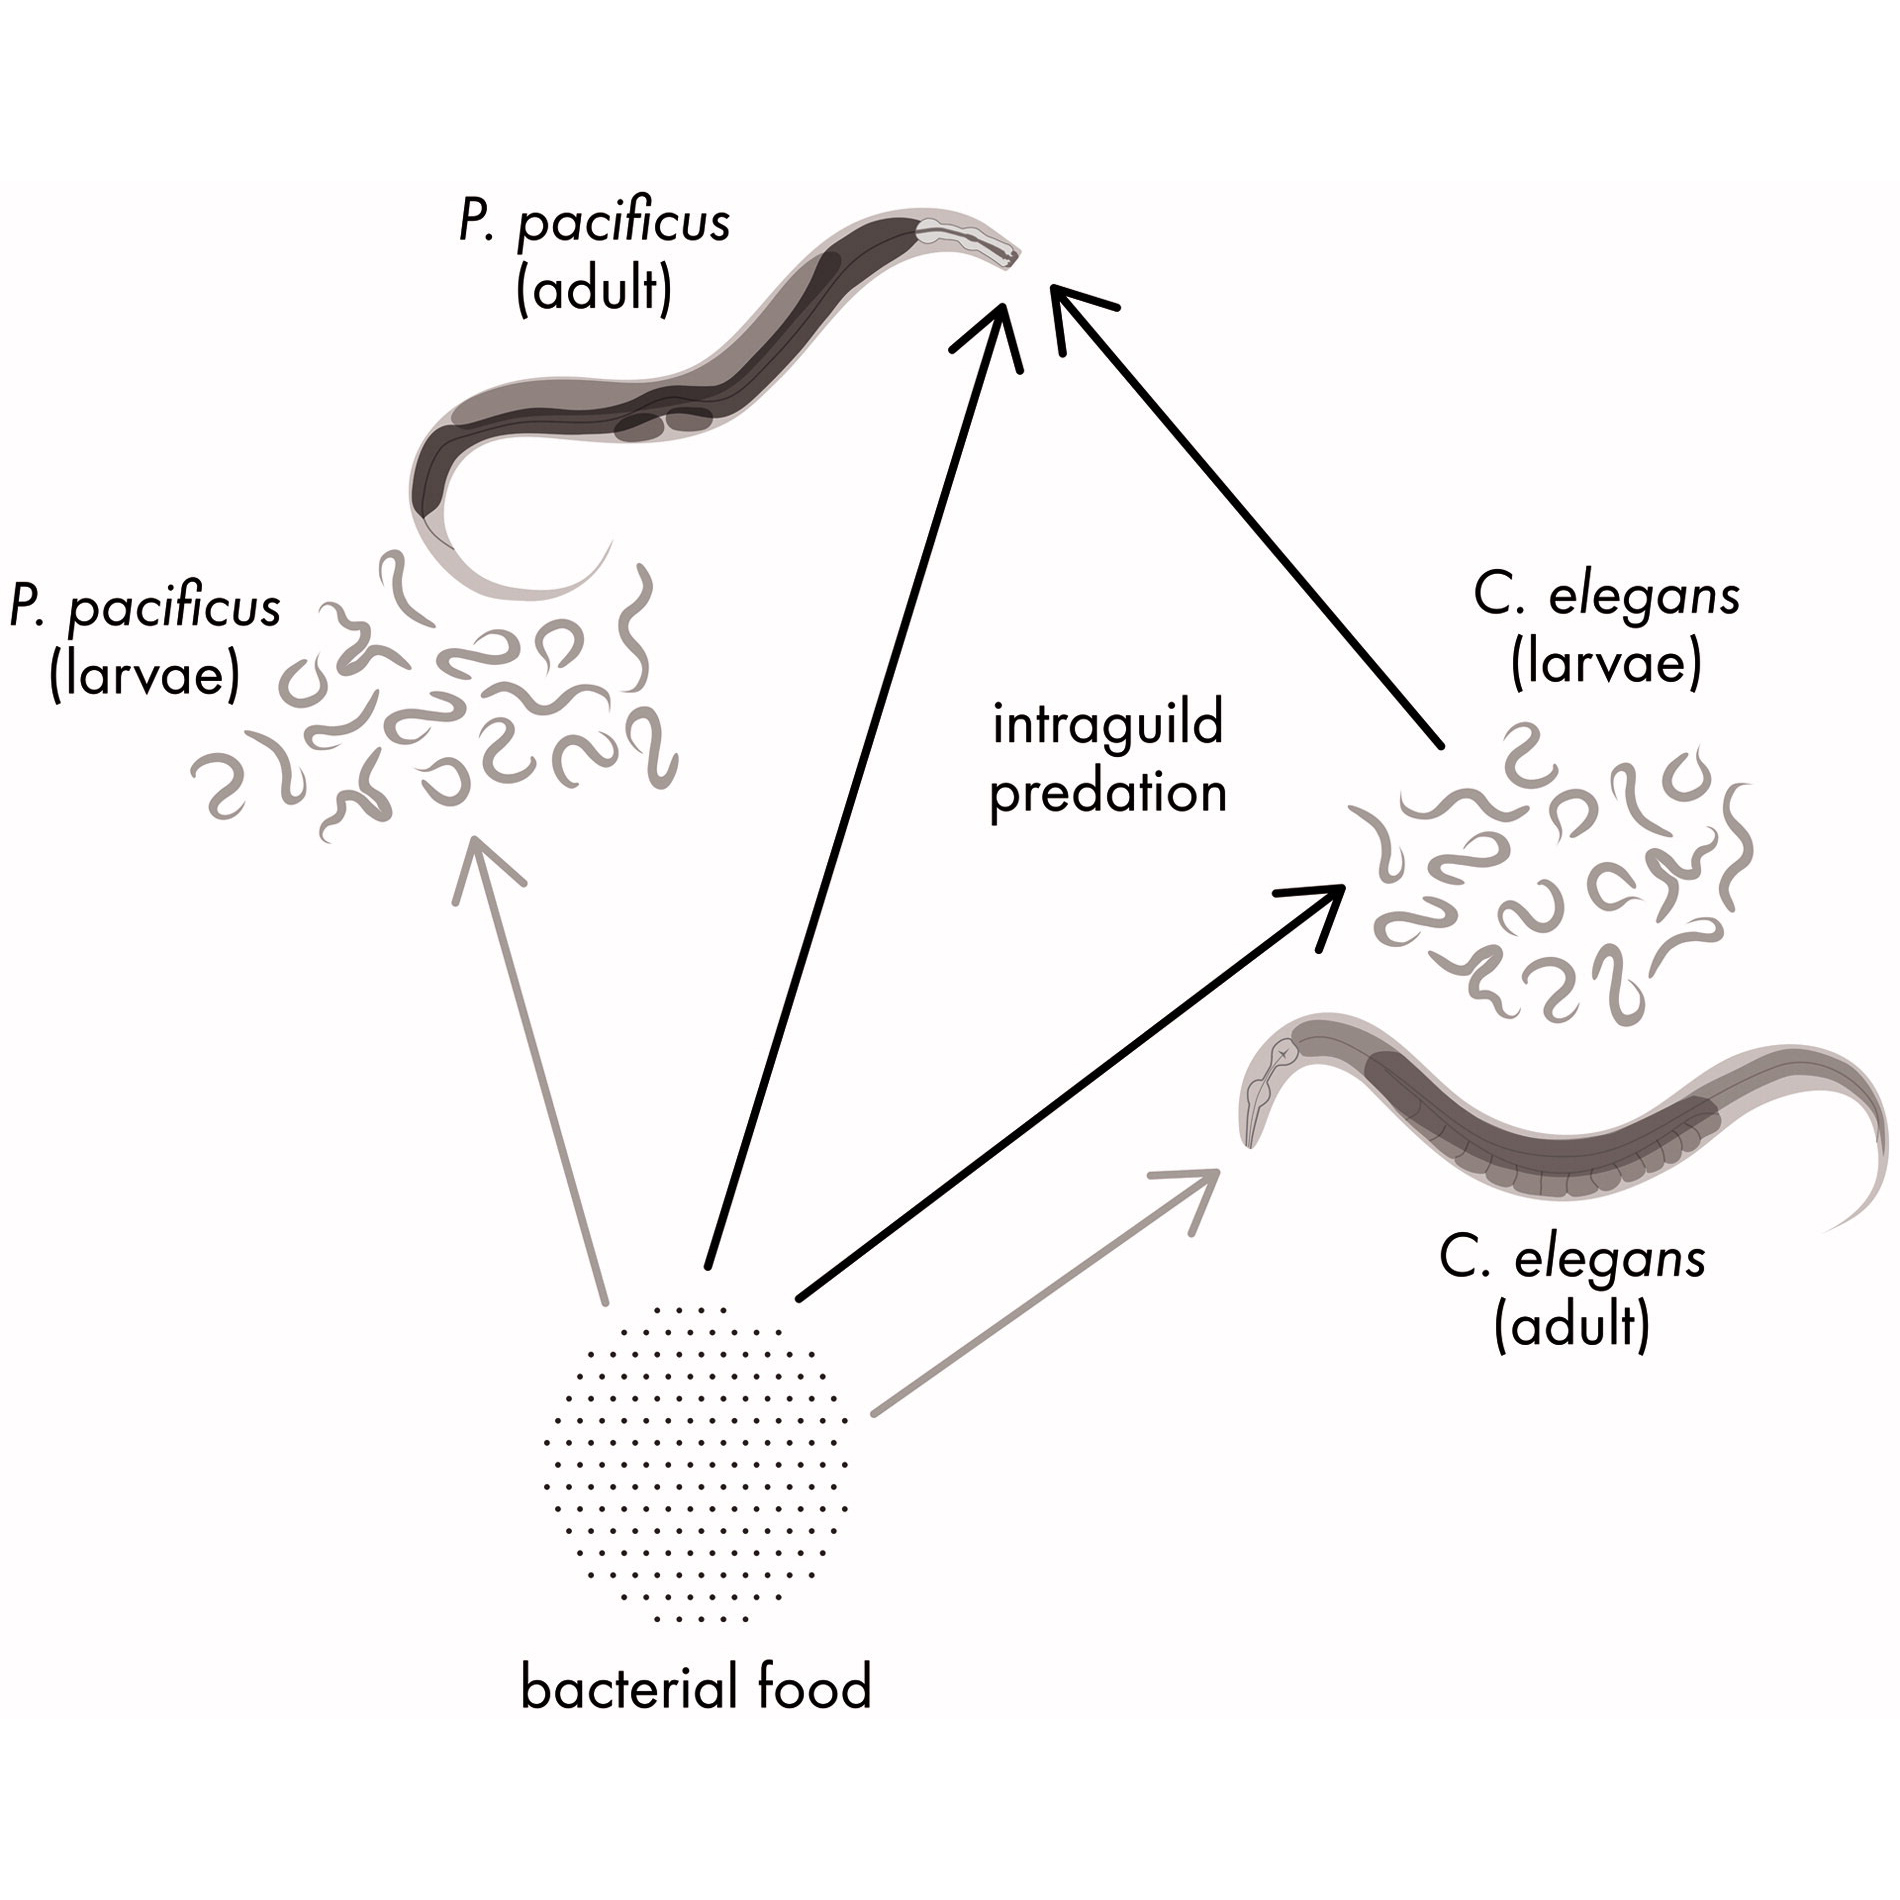 P. pacificus
(adult)
P. pacificus
(larvae)
C. elegans
(larvae)
intraguild
predation
C. elegans
(adult)
bacterial food